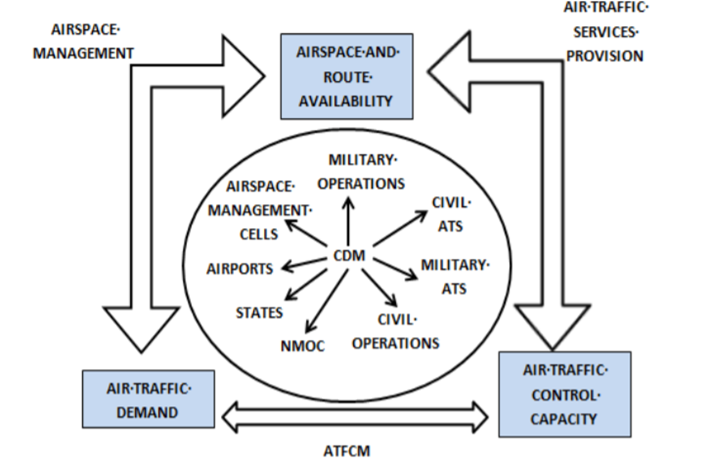 AIRSPACE·
MANAGEMENT
AIRSPACE·AND·
ROUTE·
AVAILABILITY
AIR·TRAFFIC·
SERVICES·
PROVISION
MILITARY·
OPERATIONS
AIRSPACE·
MANAGEMENT·
CELLS
CIVIL·
ATS
CDM
AIRPORTS
MILITARY·
ATS
STATES
CIVIL·
OPERATIONS
NMOC
AIR·TRAFFIC·
DEMAND
AIR·TRAFFIC·
CONTROL·
CAPACITY
ATFCM